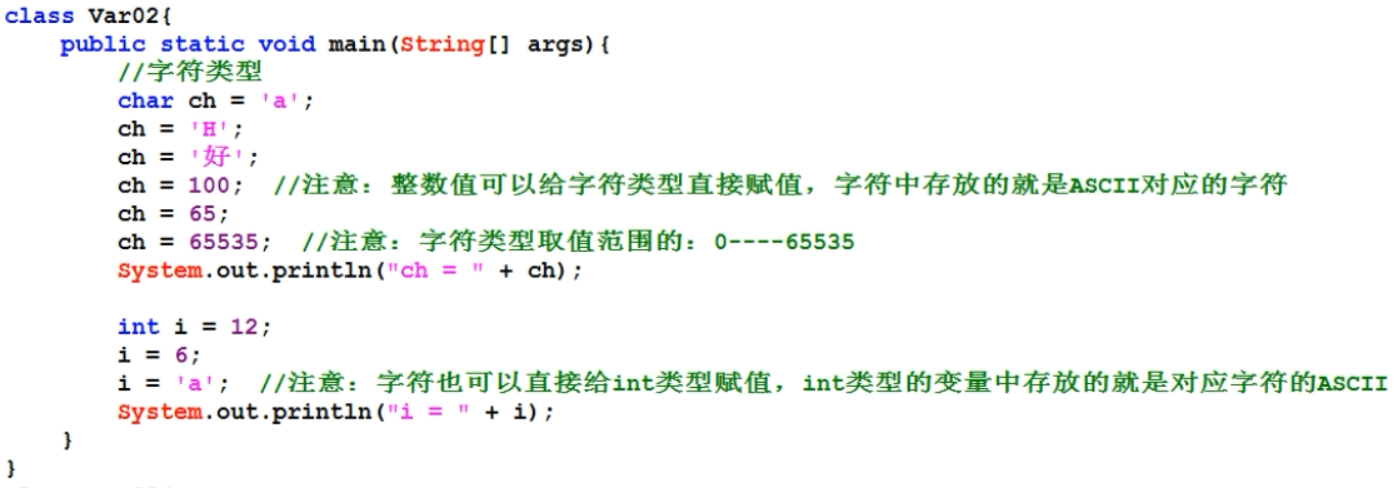 class Var02{
    public static void main(String[] args){
        //字符类型
        char ch = 'a';
        ch = 'H';
        ch = '好';
        ch = 100;  //注意：整数值可以给字符类型直接赋值，字符中存放的就是ASCII对应的字符
        ch = 65;
        ch = 65535;  //注意：字符类型取值范围的：0----65535
        System.out.println("ch = " + ch);

        int i = 12;
        i = 6;
        i = 'a';  //注意：字符也可以直接给int类型赋值，int类型的变量中存放的就是对应字符的ASCII
        System.out.println("i = " + i);
    }
}